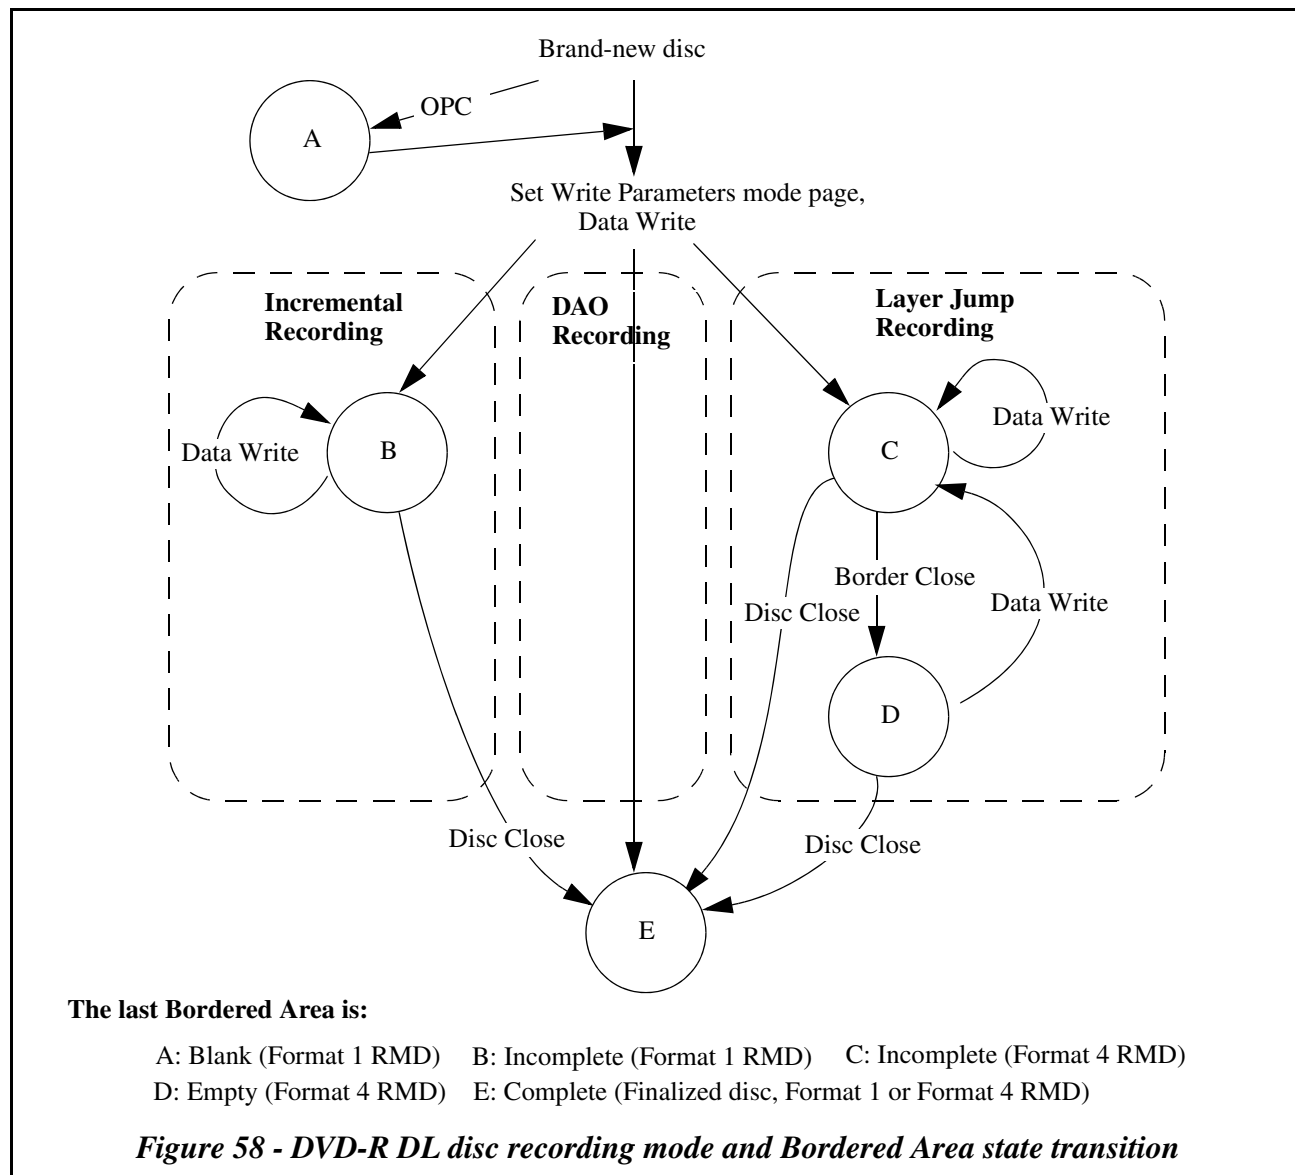 Brand-new disc
OPC
A
Set Write Parameters mode page,
Data Write
Incremental
Recording
DAO
Recording
Layer Jump
Recording
Data Write
B
C
Data Write
Border Close
Disc Close
Data Write
D
Disc Close
Disc Close
E
The last Bordered Area is:
A: Blank (Format 1 RMD) B: Incomplete (Format 1 RMD) C: Incomplete (Format 4 RMD)
D: Empty (Format 4 RMD) E: Complete (Finalized disc, Format 1 or Format 4 RMD)
Figure 58 - DVD-R DL disc recording mode and Bordered Area state transition